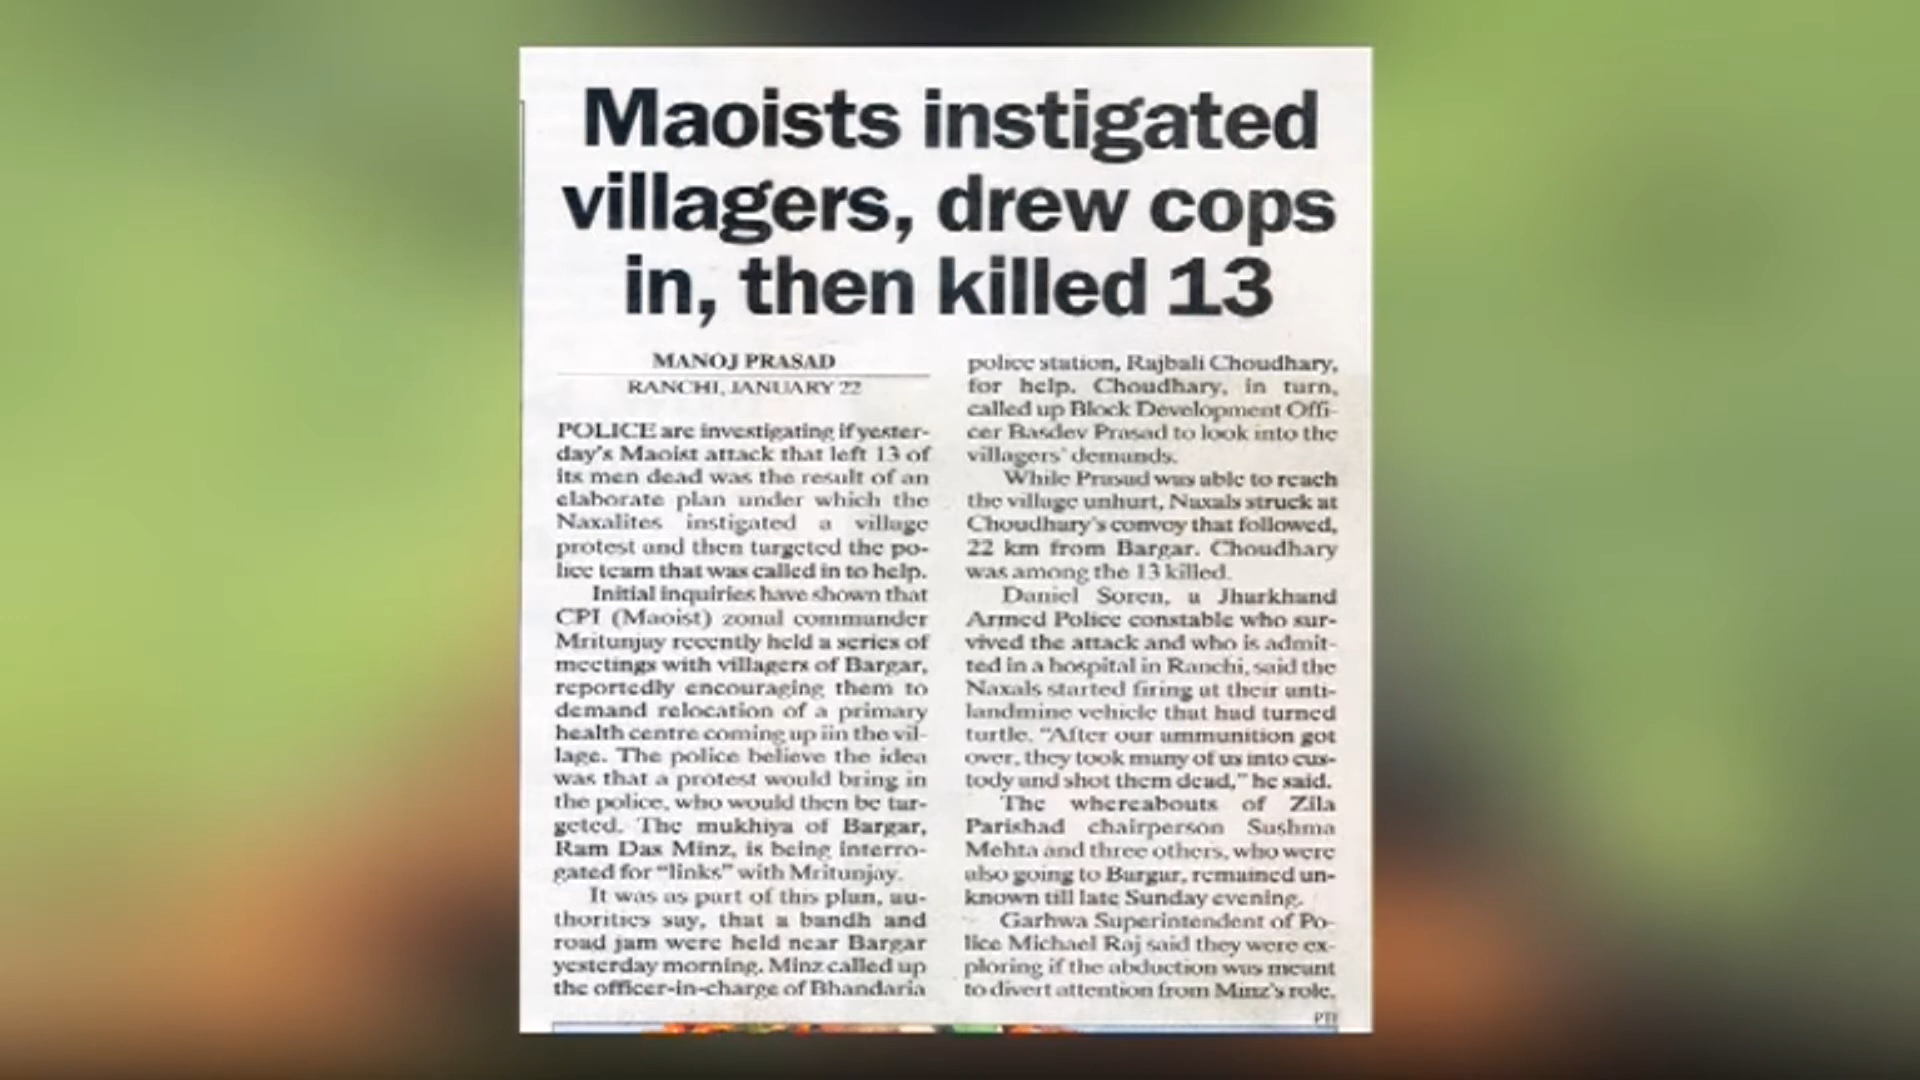 Maoists instigated
villagers, drew cops
in, then killed 13
MANOJ PRASAD
RANCHI, JANUARY 22
POLICE are investigating if yester-
day's Maoist attack that left 13 of
its men dead was the result of an
elaborate plan under which the
Naxalites instigated a village
protest and then targeted the po-
lice team that was called in to help.
Initial inquiries have shown that
CPI (Maoist) zonal commander
Mritunjay recently held a series of
meetings with villagers of Bargar,
reportedly encouraging them to
demand relocation of a primary
health centre coming up iin the vil-
lage. The police believe the idea
was that a protest would bring in
the police, who would then be tar-
geted. The mukhiya of Bargar,
Ram Das Minz, is being interro-
gated for "links" with Mritunjay.
It was as part of this plan, au-
thorities say, that a bandh and
road jam were held near Bargar
yesterday morning. Minz called up
the officer-in-charge of Bhandaria
police station, Rajbali Choudhary,
for help. Choudhary, in turn,
called up Block Development Offi-
cer Basdev Prasad to look into the
villagers' demands.
While Prasad was able to reach
the village unhurt, Naxals struck at
Choudhary's convoy that followed,
22 km from Bargar. Choudhary
was among the 13 killed.
Daniel Soren, a Jharkhand
Armed Police constable who sur-
vived the attack and who is admit-
ted in a hospital in Ranchi, said the
Naxals started firing at their anti-
landmine vehicle that had turned
turtle. "After our ammunition got
over, they took many of us into cus-
tody and shot them dead," he said.
The whereabouts of Zila
Parishad chairperson Sushma
Mehta and three others, who were
also going to Bargar, remained un-
known till late Sunday evening.
Garhwa Superintendent of Po-
lice Michael Raj said they were ex-
ploring if the abduction was meant
to divert attention from Minz's role.
PTI